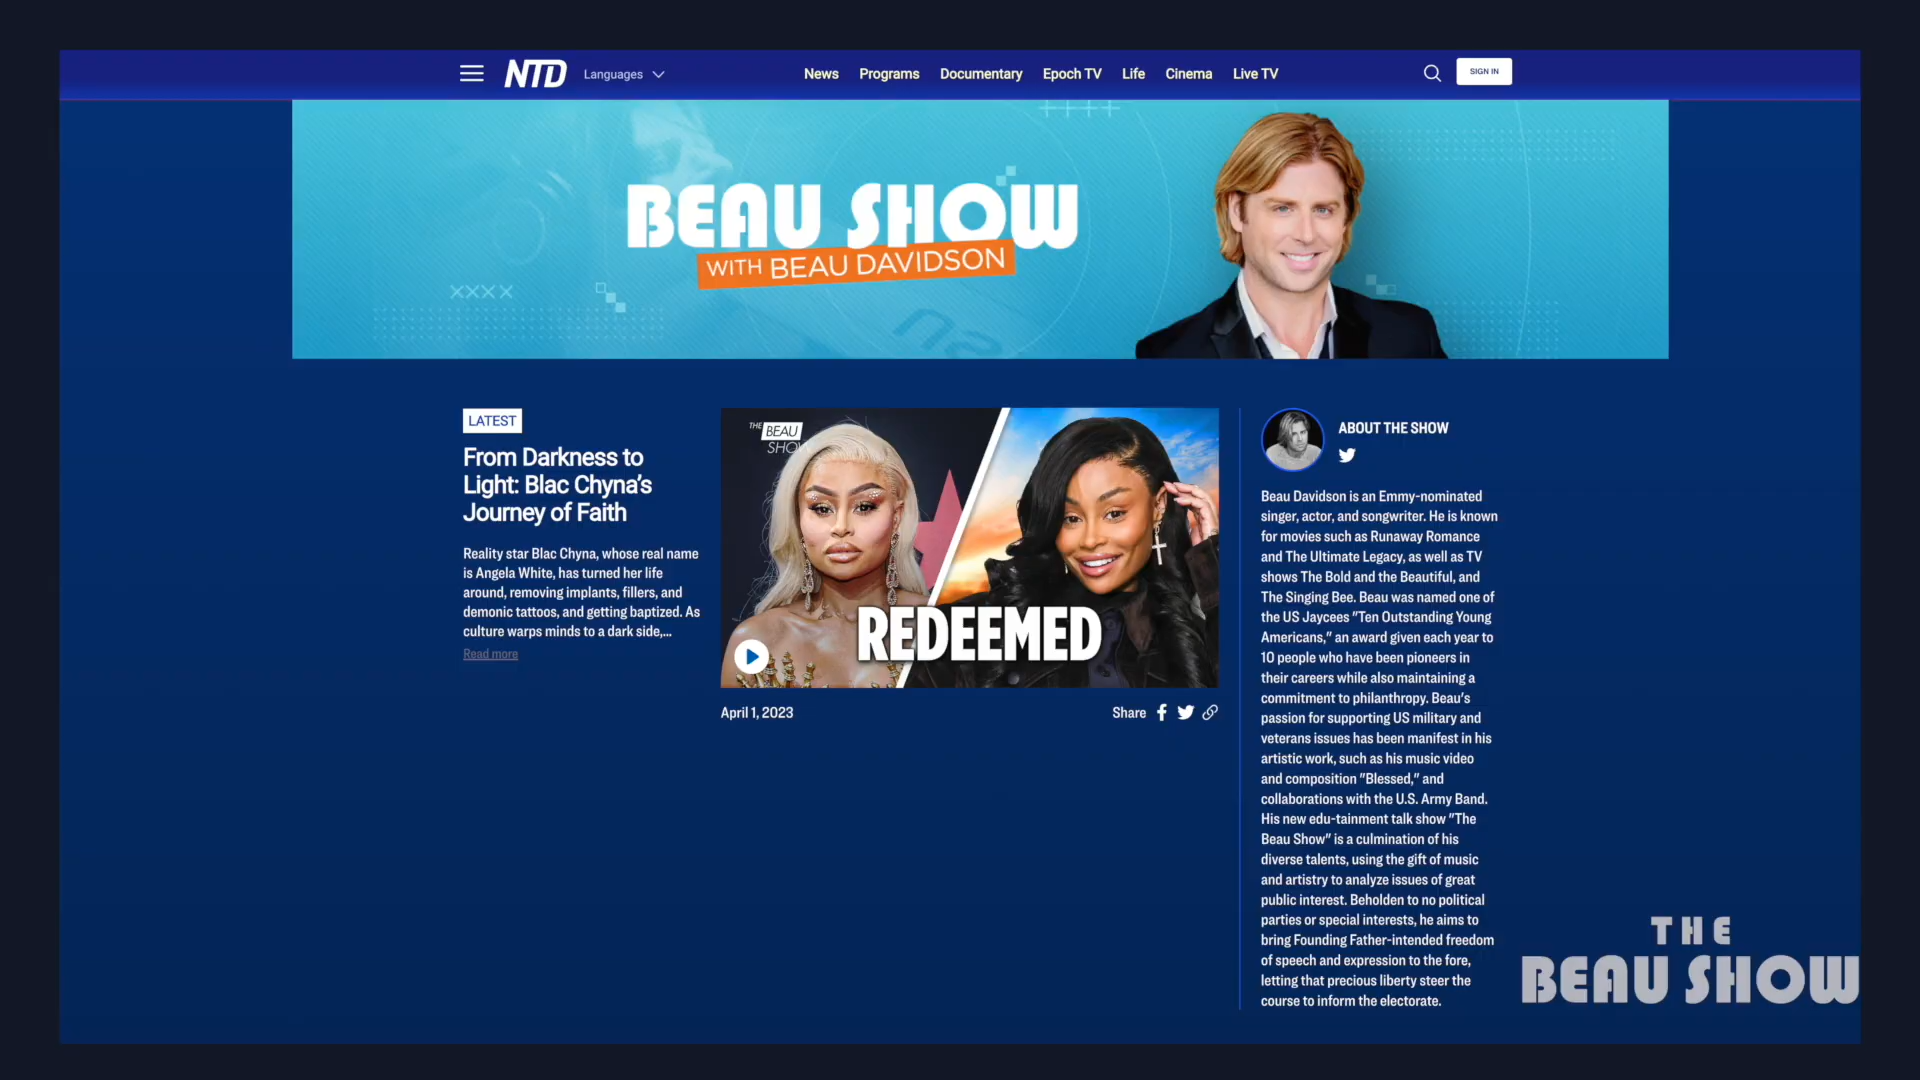 NTD
Languages
News
Programs
Documentary
Epoch TV
Life
Cinema
Live TV
SIGN IN
BEAU SHOW
WITH BEAU DAVIDSON
LATEST
From Darkness to
Light: Blac Chyna’s
Journey of Faith
Reality star Blac Chyna, whose real name
is Angela White, has turned her life
around, removing implants, fillers, and
demonic tattoos, and getting baptized. As
culture warps minds to a dark side,...
Read more
THE BEAU
SHOW
REDEEMED
April 1, 2023
Share
ABOUT THE SHOW
Beau Davidson is an Emmy-nominated
singer, actor, and songwriter. He is known
for movies such as Runaway Romance
and The Ultimate Legacy, as well as TV
shows The Bold and the Beautiful, and
The Singing Bee. Beau was named one of
the US Jaycees "Ten Outstanding Young
Americans," an award given each year to
10 people who have been pioneers in
their careers while also maintaining a
commitment to philanthropy. Beau's
passion for supporting US military and
veterans issues has been manifest in his
artistic work, such as his music video
and composition "Blessed," and
collaborations with the U.S. Army Band.
His new edu-tainment talk show "The
Beau Show" is a culmination of his
diverse talents, using the gift of music
and artistry to analyze issues of great
public interest. Beholden to no political
parties or special interests, he aims to
bring Founding Father-intended freedom
of speech and expression to the fore,
letting that precious liberty steer the
course to inform the electorate.
THE
BEAU SHOW